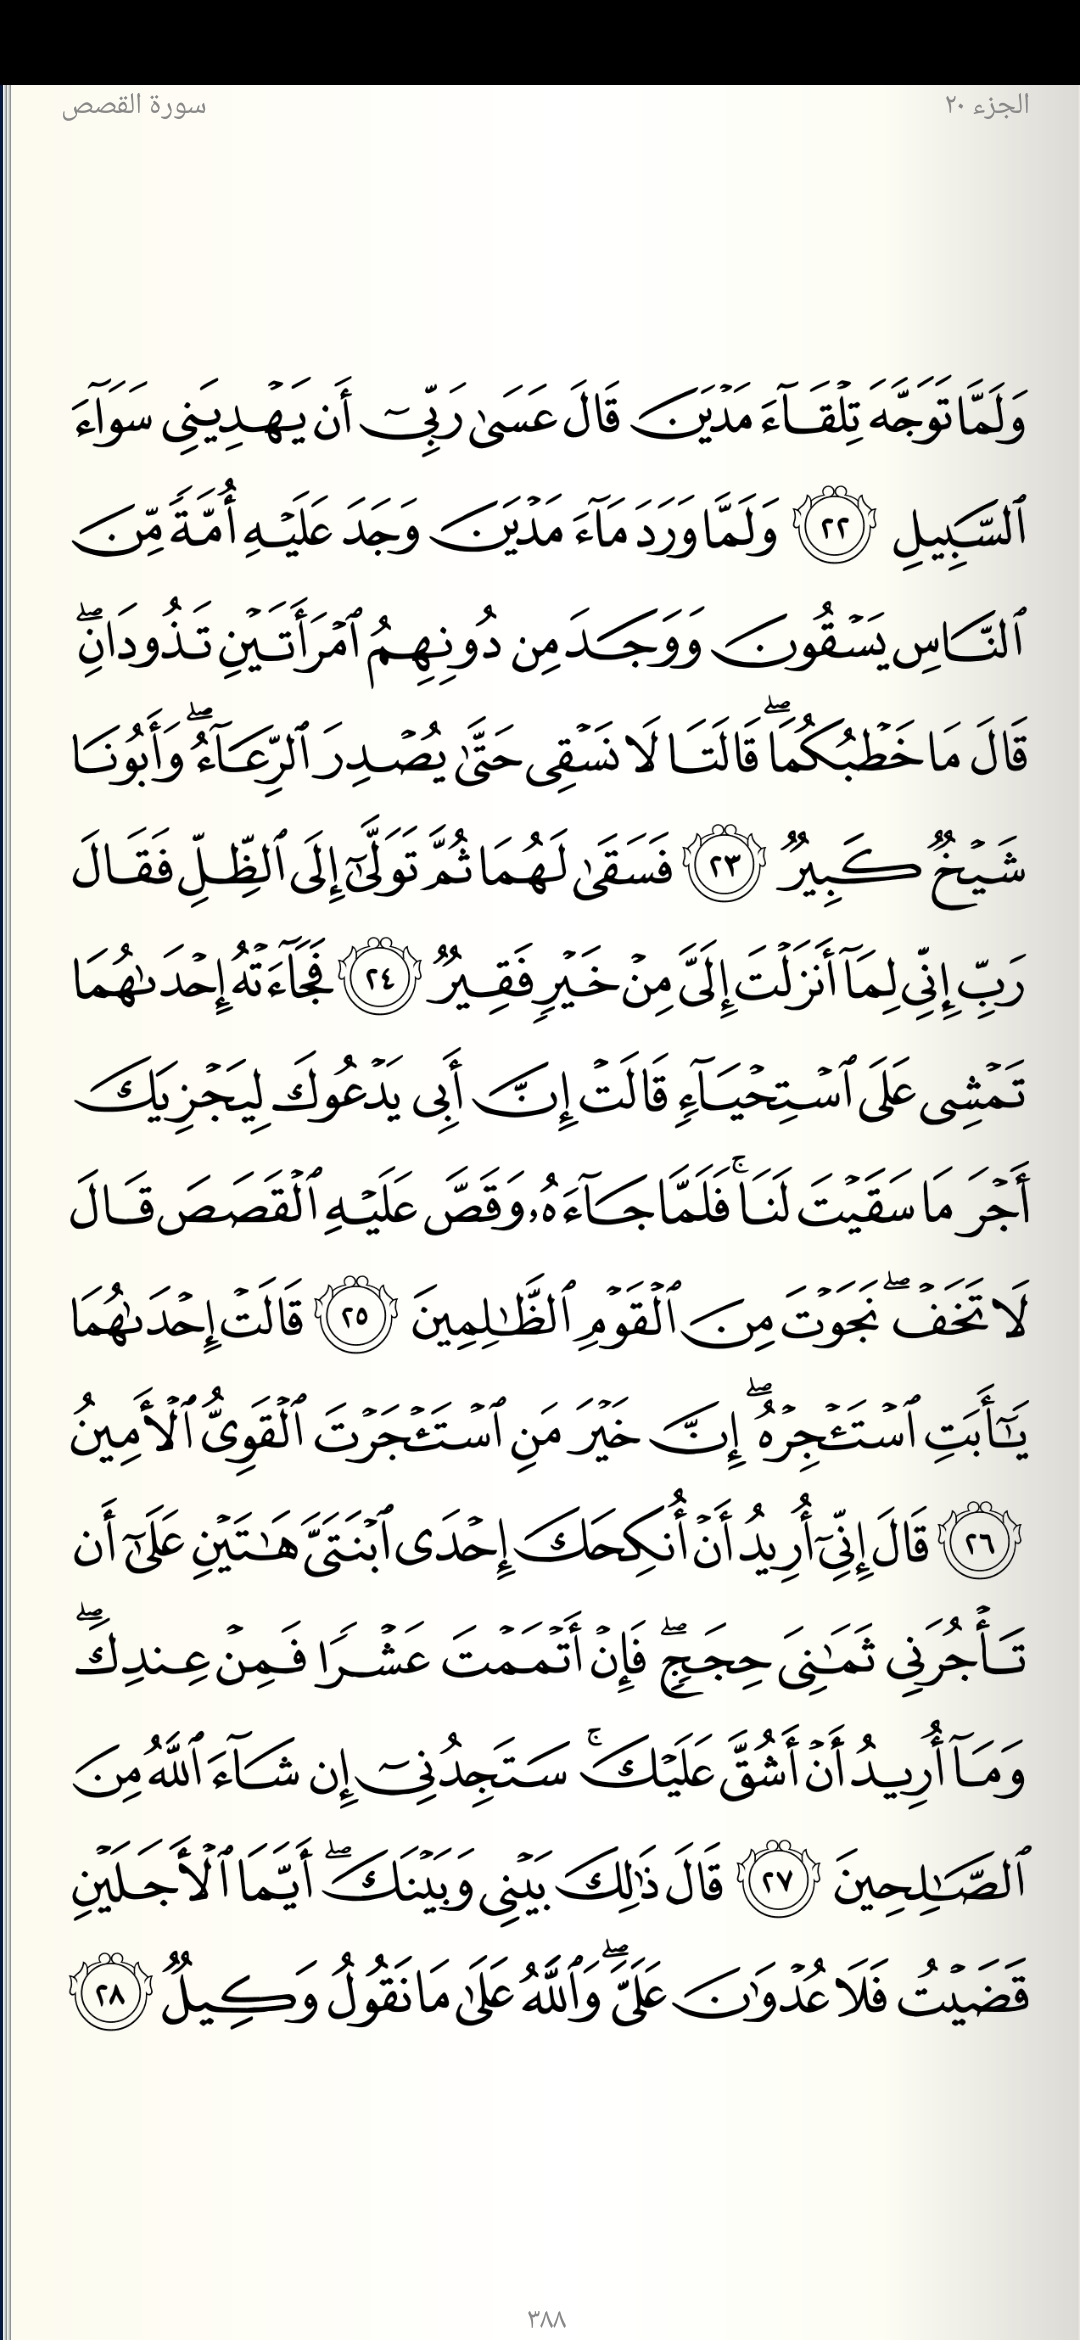 الجزء ٢٠
سورة القصص
وَلَمَّا تَوَجَّهَ تِلْقَآءَ مَدْيَنَ قَالَ عَسَىٰ رَبِّىٓ أَن يَهْدِيَنِى سَوَآءَ
ٱلسَّبِيلِ ٢٢ وَلَمَّا وَرَدَ مَآءَ مَدْيَنَ وَجَدَ عَلَيْهِ أُمَّةً مِّنَ
ٱلنَّاسِ يَسْقُونَ وَوَجَدَ مِن دُونِهِمُ ٱمْرَأَتَيْنِ تَذُودَانِۖ
قَالَ مَا خَطْبُكُمَاۖ قَالَتَا لَا نَسْقِى حَتَّىٰ يُصْدِرَ ٱلرِّعَآءُۖ وَأَبُونَا
شَيْخٌ كَبِيرٌ ٢٣ فَسَقَىٰ لَهُمَا ثُمَّ تَوَلَّىٰٓ إِلَى ٱلظِّلِّ فَقَالَ
رَبِّ إِنِّى لِمَآ أَنزَلْتَ إِلَىَّ مِنْ خَيْرٍ فَقِيرٌ ٢٤ فَجَآءَتْهُ إِحْدَىٰهُمَا
تَمْشِى عَلَى ٱسْتِحْيَآءٍ قَالَتْ إِنَّ أَبِى يَدْعُوكَ لِيَجْزِيَكَ
أَجْرَ مَا سَقَيْتَ لَنَاۚ فَلَمَّا جَآءَهُۥ وَقَصَّ عَلَيْهِ ٱلْقَصَصَ قَالَ
لَا تَخَفْۖ نَجَوْتَ مِنَ ٱلْقَوْمِ ٱلظَّٰلِمِينَ ٢٥ قَالَتْ إِحْدَىٰهُمَا
يَٰٓأَبَتِ ٱسْتَـْٔجِرْهُۖ إِنَّ خَيْرَ مَنِ ٱسْتَـْٔجَرْتَ ٱلْقَوِىُّ ٱلْأَمِينُ
٢٦ قَالَ إِنِّىٓ أُرِيدُ أَنْ أُنكِحَكَ إِحْدَى ٱبْنَتَىَّ هَٰتَيْنِ عَلَىٰٓ أَن
تَأْجُرَنِى ثَمَٰنِىَ حِجَجٍۖ فَإِنْ أَتْمَمْتَ عَشْرًا فَمِنْ عِندِكَۖ
وَمَآ أُرِيدُ أَنْ أَشُقَّ عَلَيْكَۚ سَتَجِدُنِىٓ إِن شَآءَ ٱللَّهُ مِنَ
ٱلصَّٰلِحِينَ ٢٧ قَالَ ذَٰلِكَ بَيْنِى وَبَيْنَكَۖ أَيَّمَا ٱلْأَجَلَيْنِ
قَضَيْتُ فَلَا عُدْوَٰنَ عَلَىَّۖ وَٱللَّهُ عَلَىٰ مَا نَقُولُ وَكِيلٌ ٢٨
٣٨٨